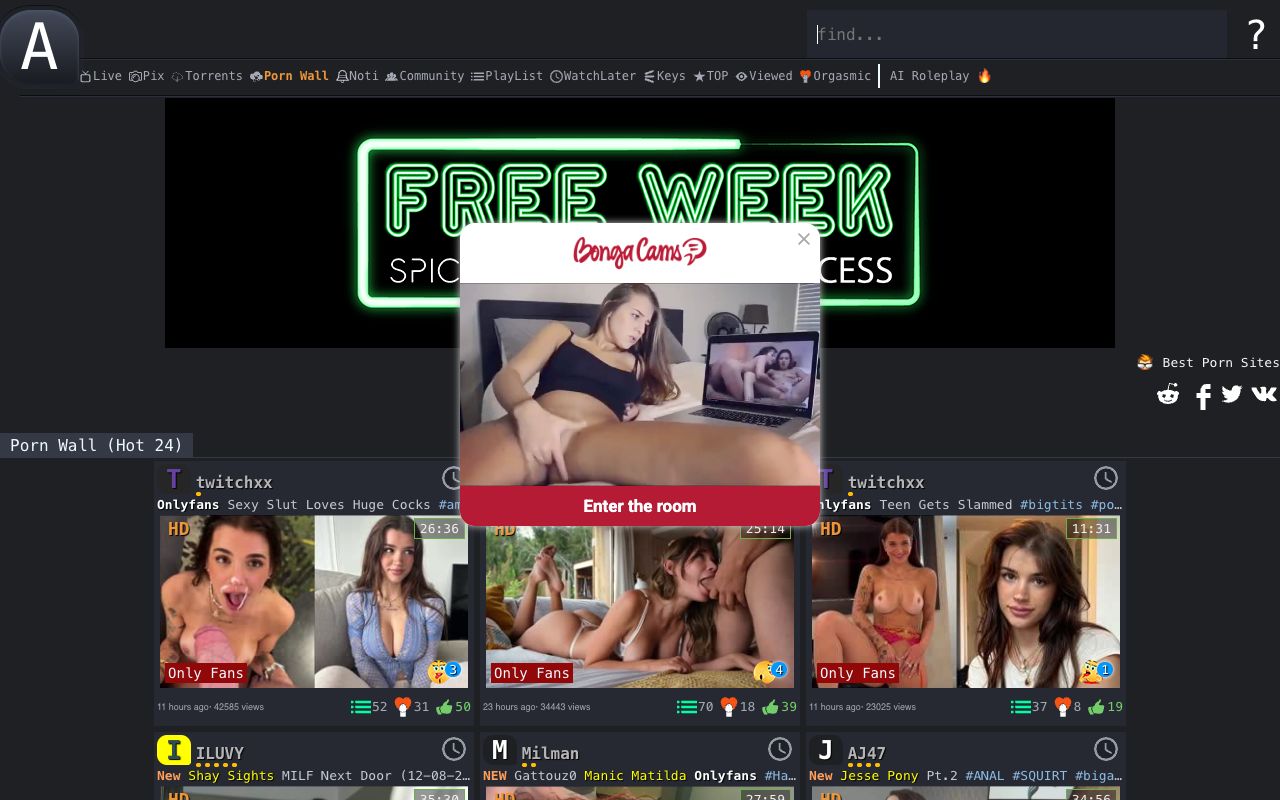 A
find...
?
Live Pix Torrents Porn Wall Noti Community PlayList WatchLater Keys TOP Viewed Orgasmic AI Roleplay
FREE WEEK
BongaCams
SPIC
CESS
Best Porn Sites
Porn Wall (Hot 24)
T twitchxx
Onlyfans Sexy Slut Loves Huge Cocks #an
HD 26:36
Only Fans 3
11 hours ago· 42585 views 52 31 50
Enter the room
HD 25:14
Only Fans 4
23 hours ago· 34443 views 70 18 39
T twitchxx
nlyfans Teen Gets Slammed #bigtits #po…
HD 11:31
Only Fans 1
11 hours ago· 23025 views 37 8 19
I ILUVY
New Shay Sights MILF Next Door (12-08-2…
HD 35:30
M Milman
NEW Gattouz0 Manic Matilda Onlyfans #Ha…
HD 27:59
J AJ47
New Jesse Pony Pt.2 #ANAL #SQUIRT #biga…
HD 34:56